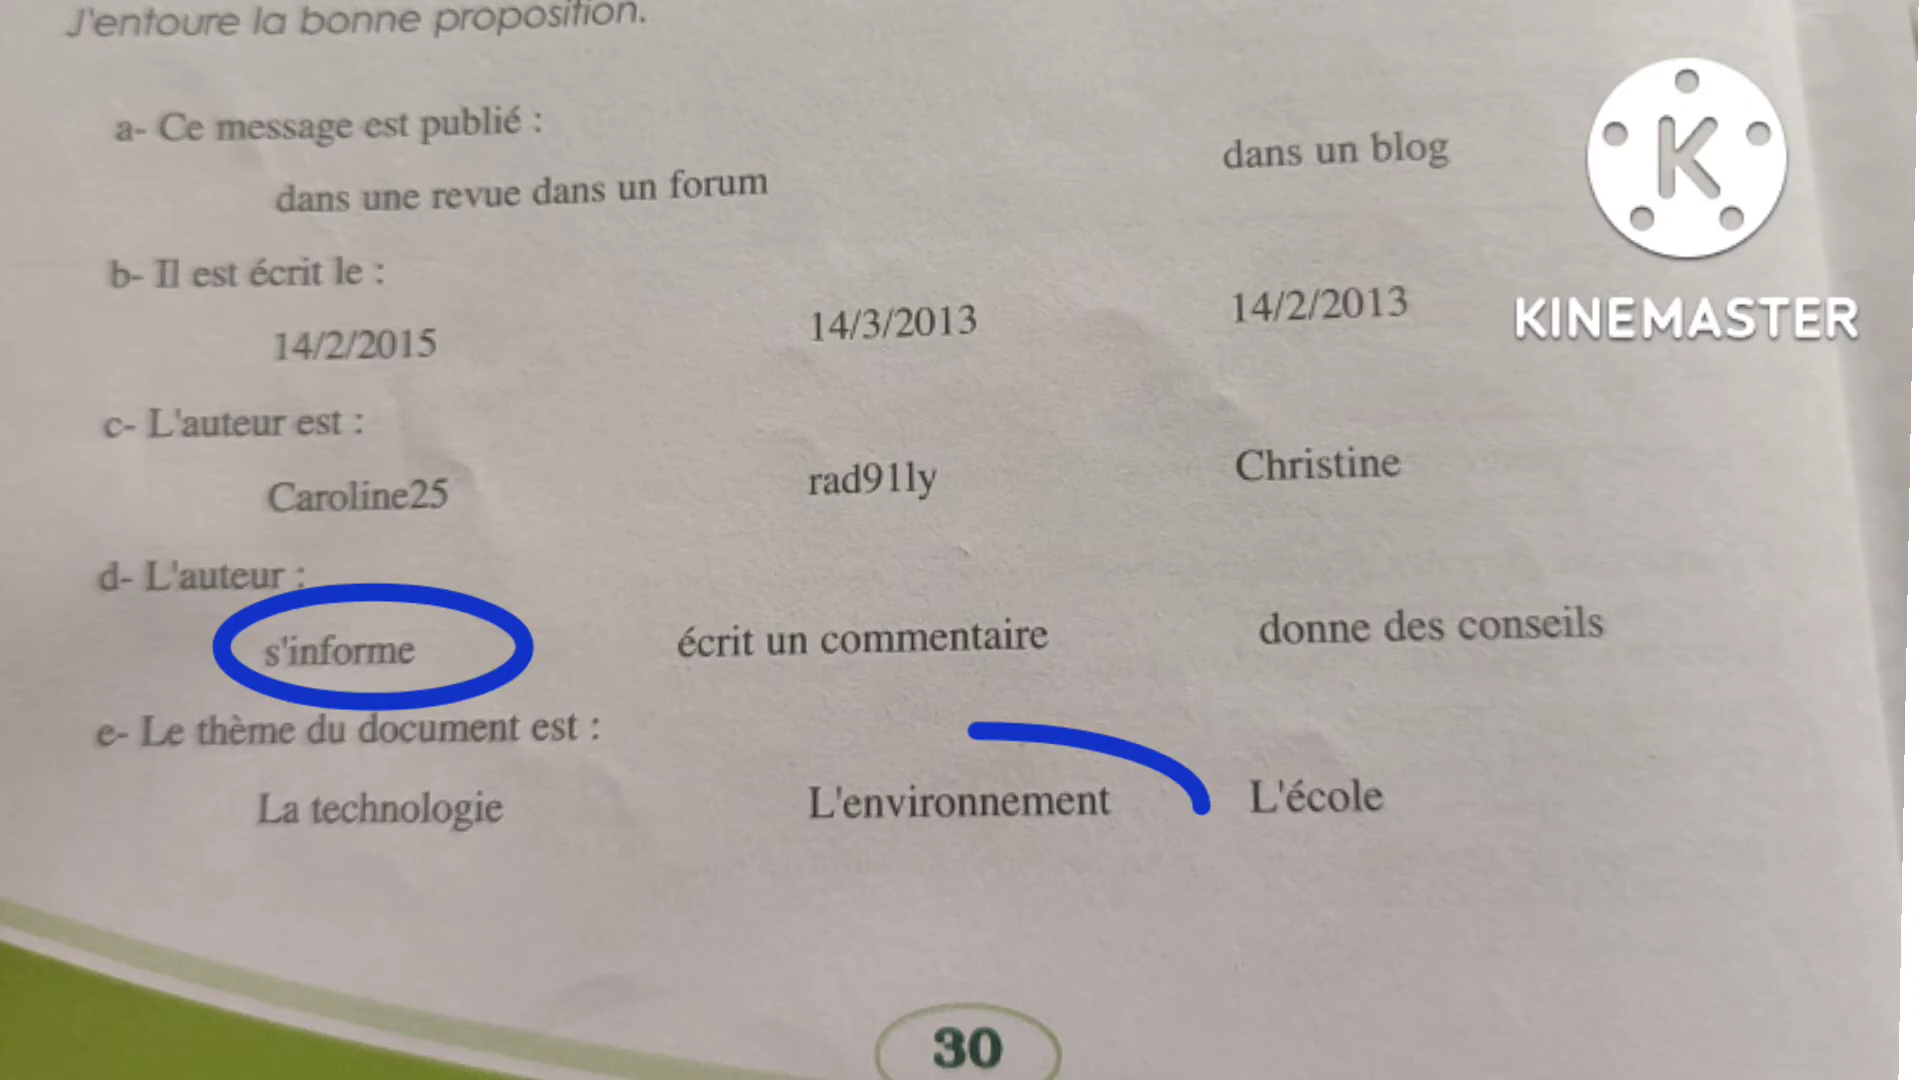 J'entoure la bonne proposition.
a- Ce message est publié :
dans une revue dans un forum dans un blog
b- Il est écrit le :
14/2/2015 14/3/2013 14/2/2013
c- L'auteur est :
Caroline25 rad91ly Christine
d- L'auteur :
s'informe écrit un commentaire donne des conseils
e- Le thème du document est :
La technologie L'environnement L'école
30
K
KINEMASTER